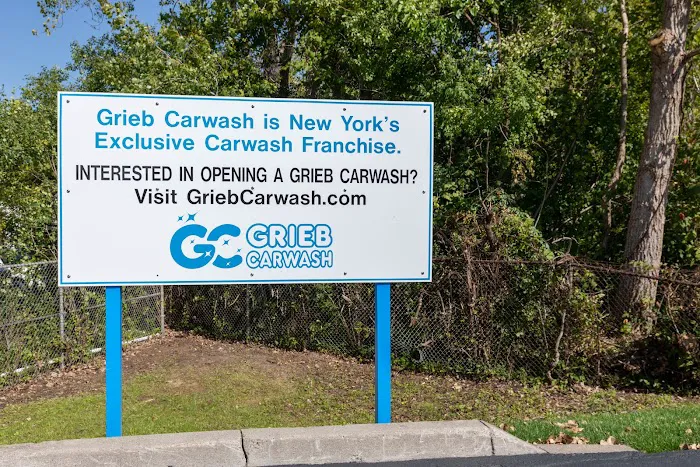 Grieb Carwash is New York's
Exclusive Carwash Franchise.
INTERESTED IN OPENING A GRIEB CARWASH?
Visit GriebCarwash.com
GC GRIEB
CARWASH